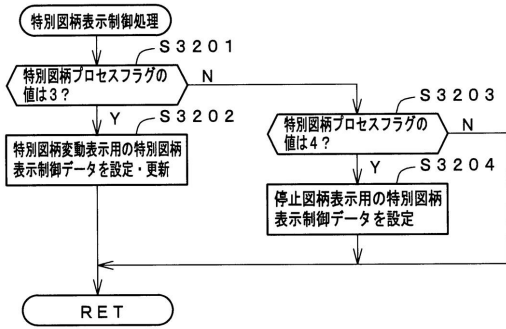 特別図柄表示制御処理
S3201
特別図柄プロセスフラグの
値は3？
N
Y
S3202
特別図柄変動表示用の特別図柄
表示制御データを設定・更新
S3203
特別図柄プロセスフラグの
値は4？
N
Y
S3204
停止図柄表示用の特別図柄
表示制御データを設定
RET